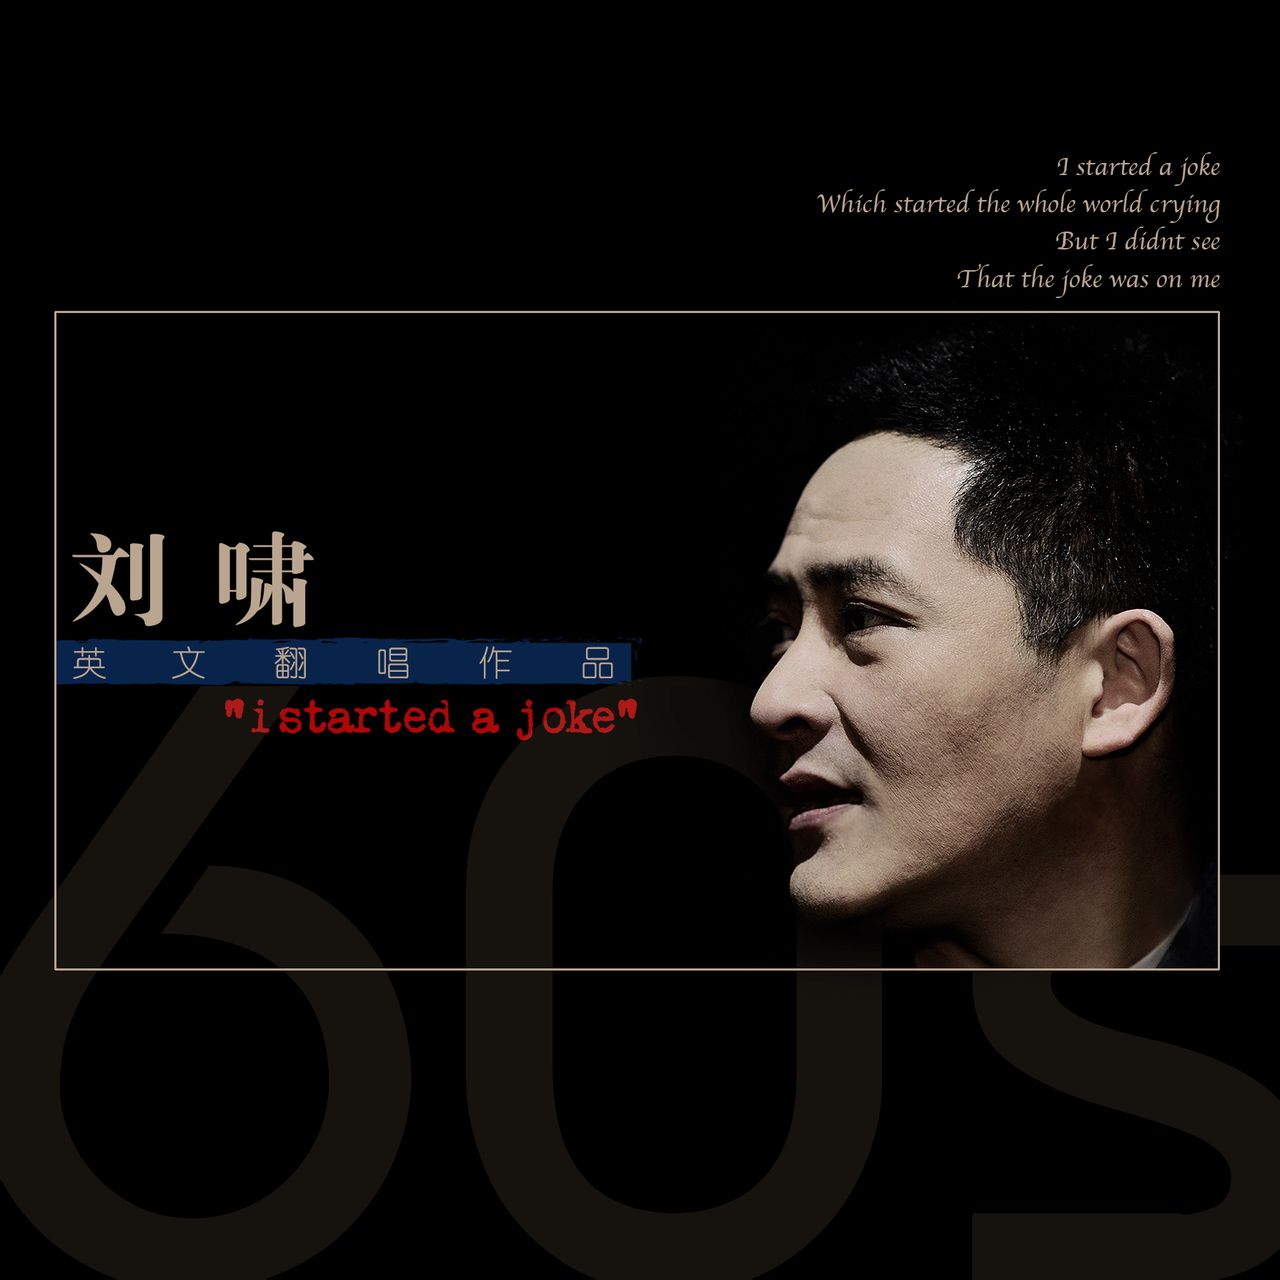 I started a joke
Which started the whole world crying
But I didnt see
That the joke was on me
刘 啸
英文翻唱作品
"i started a joke"
60s